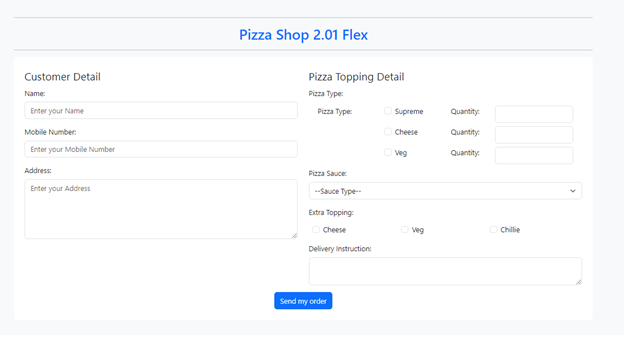 Pizza Shop 2.01 Flex
Customer Detail
Name:
Enter your Name
Mobile Number:
Enter your Mobile Number
Address:
Enter your Address
Pizza Topping Detail
Pizza Type:
Pizza Type: Supreme Quantity:
Cheese Quantity:
Veg Quantity:
Pizza Sauce:
--Sauce Type--
Extra Topping:
Cheese Veg Chillie
Delivery Instruction:
Send my order